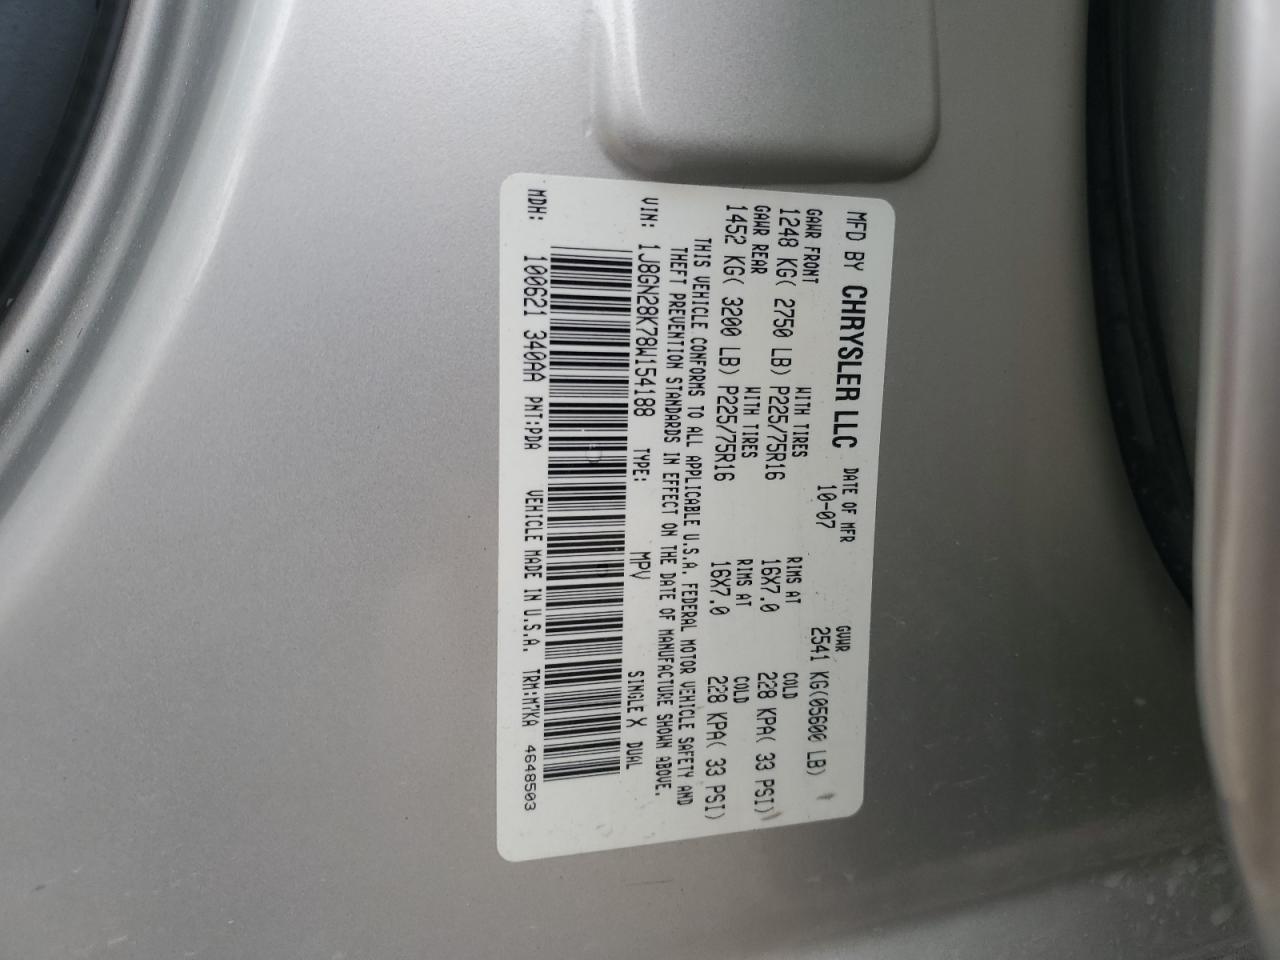 MFD BY CHRYSLER LLC DATE OF MFR GVWR
10-07 2541 KG(05600 LB)
GAWR FRONT WITH TIRES RIMS AT COLD
1248 KG( 2750 LB) P225/75R16 16X7.0 228 KPA( 33 PSI)
GAWR REAR WITH TIRES RIMS AT COLD
1452 KG( 3200 LB) P225/75R16 16X7.0 228 KPA( 33 PSI)
THIS VEHICLE CONFORMS TO ALL APPLICABLE U.S.A. FEDERAL MOTOR VEHICLE SAFETY AND
THEFT PREVENTION STANDARDS IN EFFECT ON THE DATE OF MANUFACTURE SHOWN ABOVE.
VIN: 1J8GN28K78W154188 TYPE: MPV SINGLE X DUAL
MDH: 100621 340AA PNT:PDA VEHICLE MADE IN U.S.A. TRM:M7KA 4648503